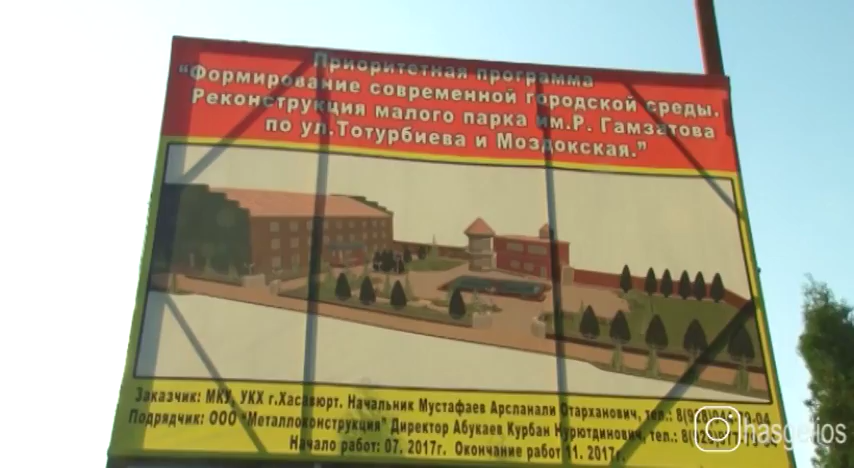 Приоритетная программа
"Формирование современной городской среды.
Реконструкция малого парка им.Р. Гамзатова
по ул.Тотурбиева и Моздокская."
Заказчик: МКУ, УКХ г.Хасавюрт. Начальник Мустафаев Арсланали Отарханович, тел.:
Подрядчик: ООО "Металлоконструкция" Директор Абукаев Курбан Нурютдинович, тел.:
Начало работ: 07. 2017г. Окончание работ 11. 2017г.